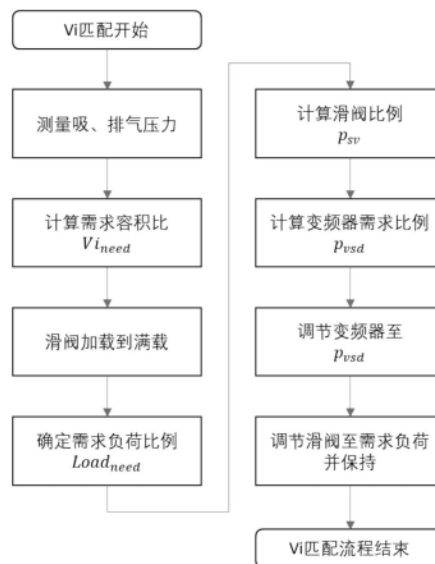 Vi匹配开始
测量吸、排气压力
计算需求容积比
Vi_need
滑阀加载到满载
确定需求负荷比例
Load_need
计算滑阀比例
p_sv
计算变频器需求比例
p_vsd
调节变频器至
p_vsd
调节滑阀至需求负荷
并保持
Vi匹配流程结束